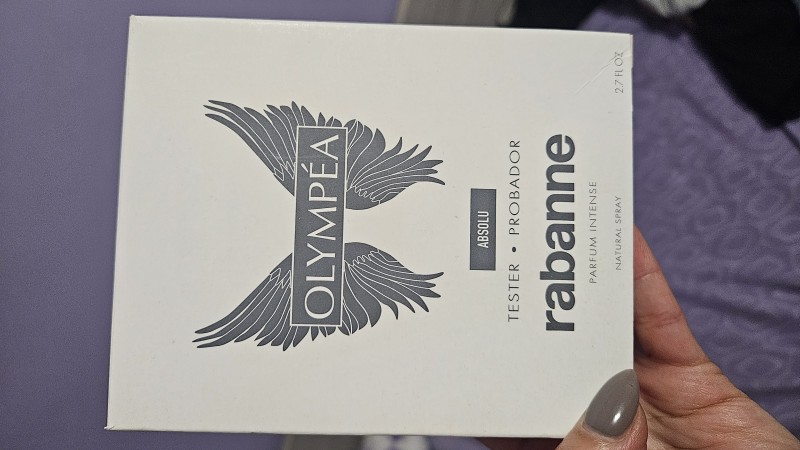 OLYMPÉA
ABSOLU
TESTER • PROBADOR
rabanne
PARFUM INTENSE
NATURAL SPRAY
2.7 FL OZ